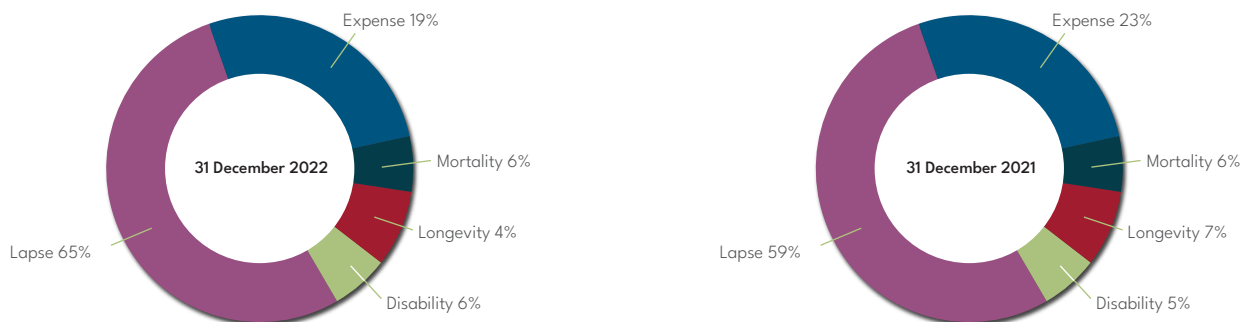 Expense 19%
Mortality 6%
31 December 2022
Longevity 4%
Lapse 65%
Disability 6%
Expense 23%
Mortality 6%
31 December 2021
Longevity 7%
Lapse 59%
Disability 5%